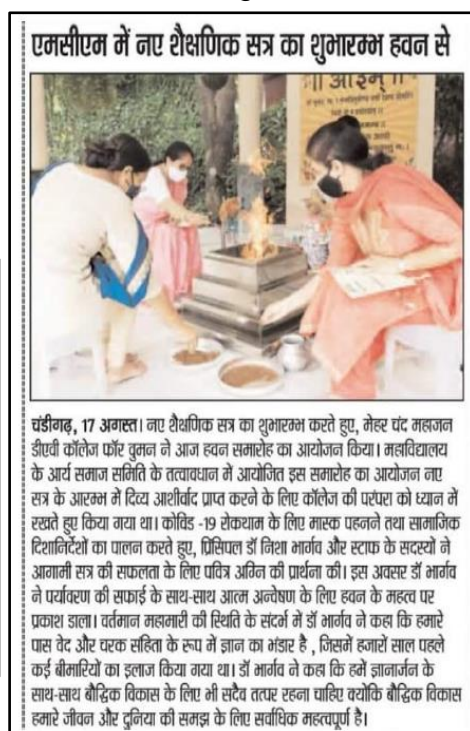 एमसीएम में नए शैक्षणिक सत्र का शुभारम्भ हवन से
॥ ओ३म् ॥
चंडीगढ़, 17 अगस्त। नए शैक्षणिक सत्र का शुभारम्भ करते हुए, मेहर चंद महाजन
डीएवी कॉलेज फॉर वुमन ने आज हवन समारोह का आयोजन किया। महाविद्यालय
के आर्य समाज समिति के तत्वावधान में आयोजित इस समारोह का आयोजन नए
सत्र के आरम्भ में दिव्य आशीर्वाद प्राप्त करने के लिए कॉलेज की परंपरा को ध्यान में
रखते हुए किया गया था। कोविड -19 रोकथाम के लिए मास्क पहनने तथा सामाजिक
दिशानिर्देशों का पालन करते हुए, प्रिंसिपल डॉ निशा भार्गव और स्टाफ के सदस्यों ने
आगामी सत्र की सफलता के लिए पवित्र अग्नि की प्रार्थना की। इस अवसर डॉ भार्गव
ने पर्यावरण की सफाई के साथ-साथ आत्म अन्वेषण के लिए हवन के महत्व पर
प्रकाश डाला। वर्तमान महामारी की स्थिति के संदर्भ में डॉ भार्गव ने कहा कि हमारे
पास वेद और चरक संहिता के रूप में ज्ञान का भंडार है , जिसमें हजारों साल पहले
कई बीमारियों का इलाज किया गया था। डॉ भार्गव ने कहा कि हमें ज्ञानार्जन के
साथ-साथ बौद्धिक विकास के लिए भी सदैव तत्पर रहना चाहिए क्योंकि बौद्धिक विकास
हमारे जीवन और दुनिया की समझ के लिए सर्वाधिक महत्वपूर्ण है।